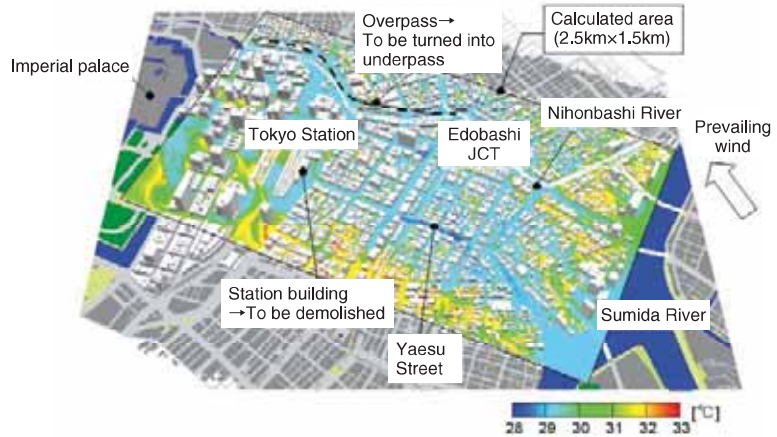 Overpass→
To be turned into
underpass
Calculated area
(2.5km×1.5km)
Imperial palace
Tokyo Station
Edobashi
JCT
Nihonbashi River
Prevailing
wind
Station building
→To be demolished
Yaesu
Street
Sumida River
[℃]
28 29 30 31 32 33